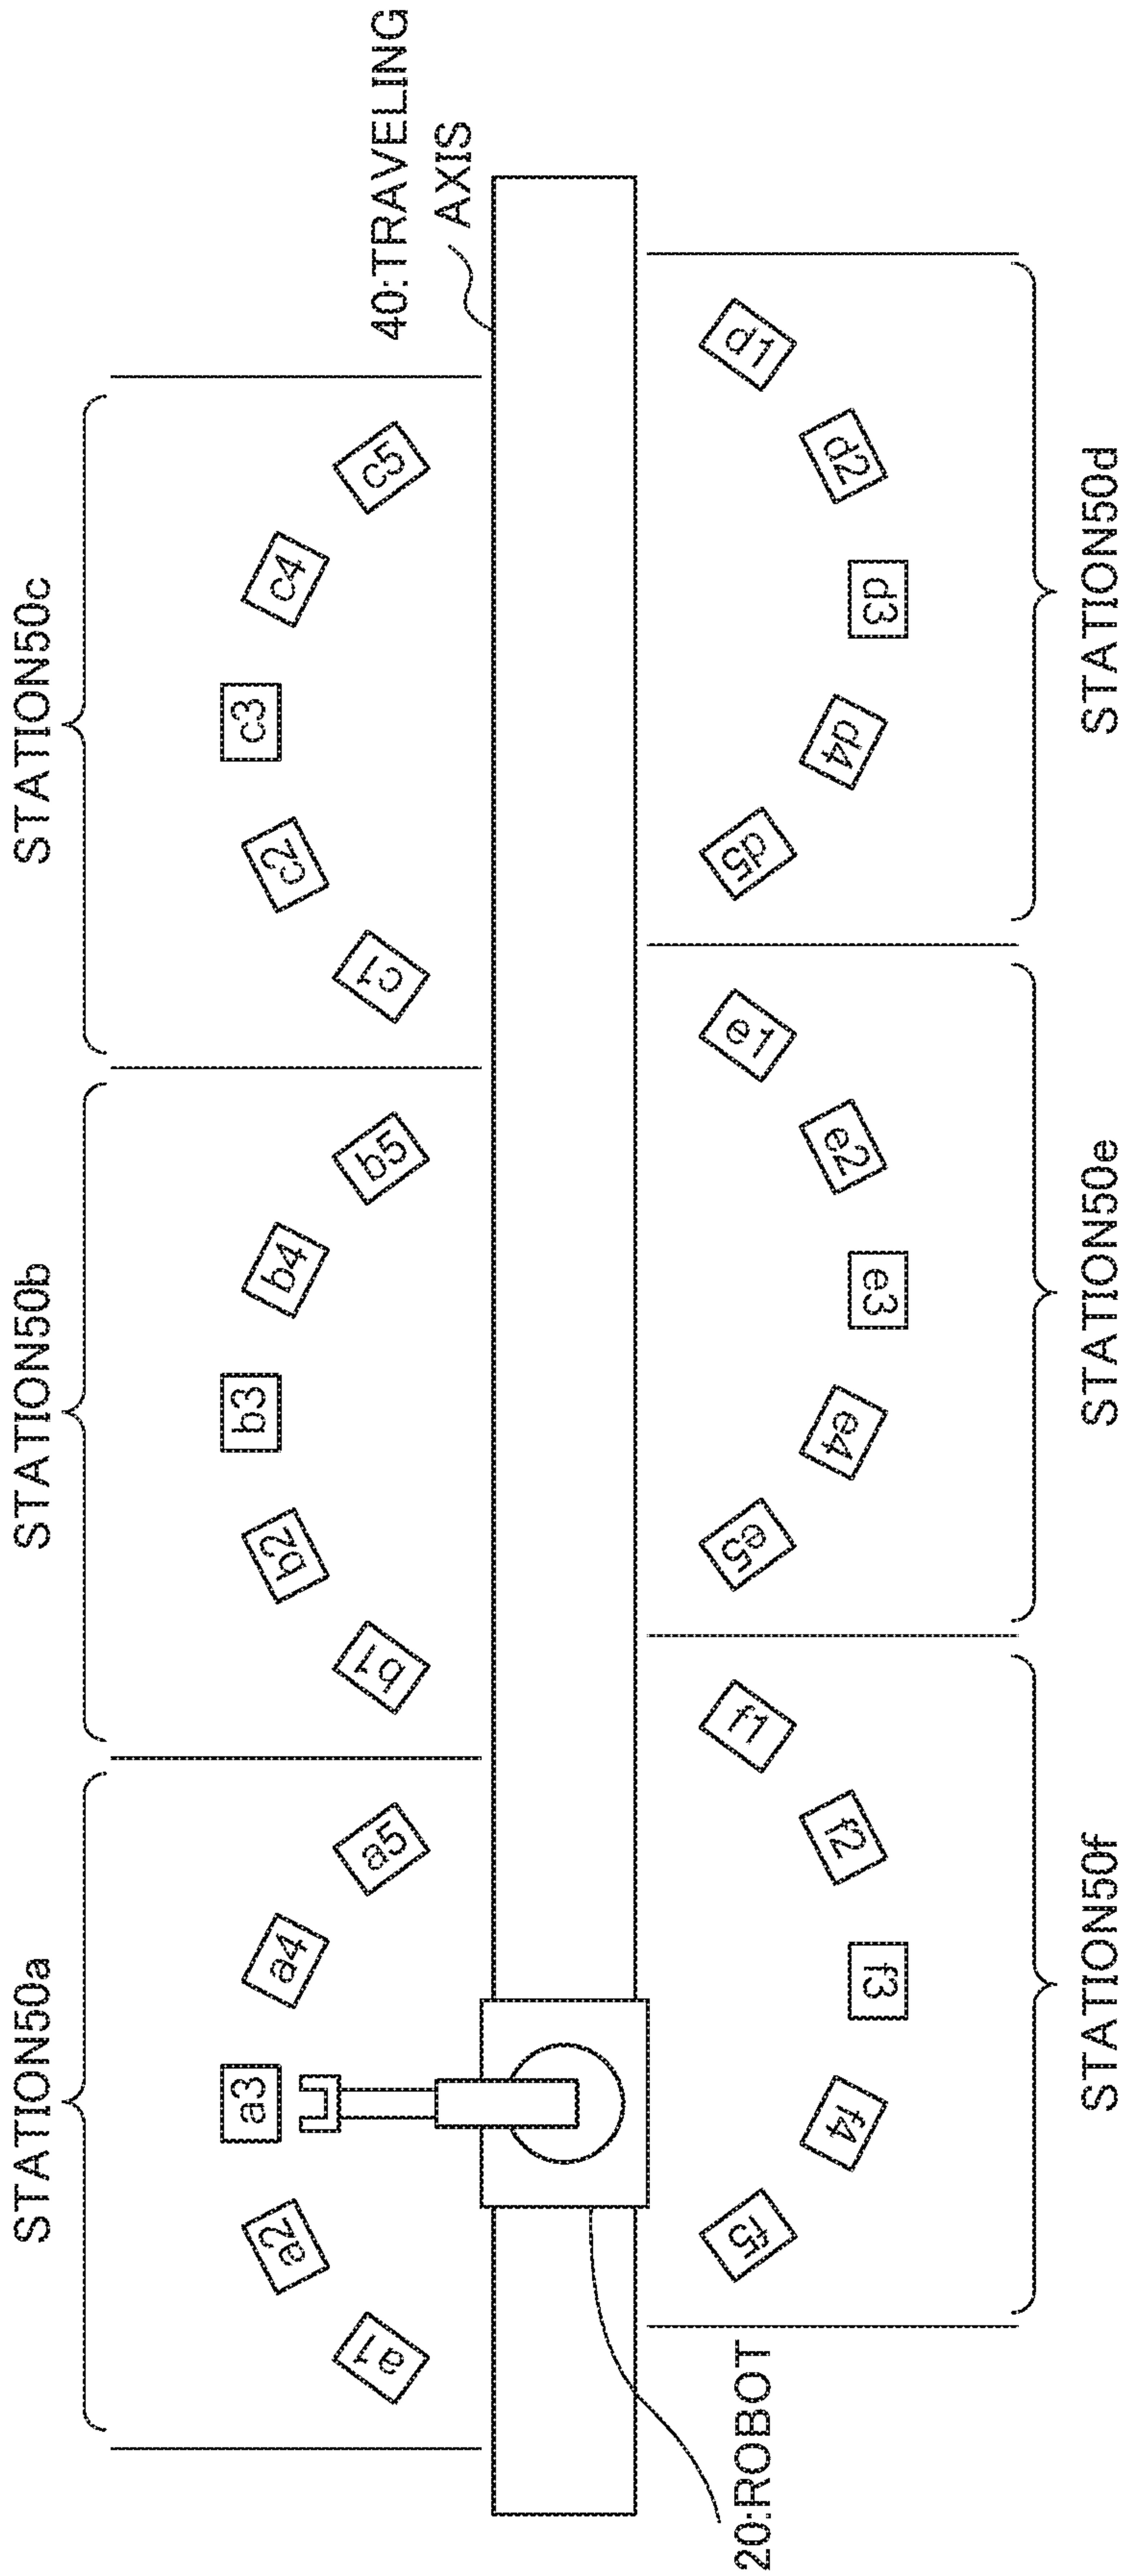 STATION50a
STATION50b
STATION50c
a1
a2
a3
a4
a5
b1
b2
b3
b4
b5
c1
c2
c3
c4
c5
40:TRAVELING
AXIS
20:ROBOT
f5
f4
f3
f2
f1
e5
e4
e3
e2
e1
d5
d4
d3
d2
d1
STATION50f
STATION50e
STATION50d